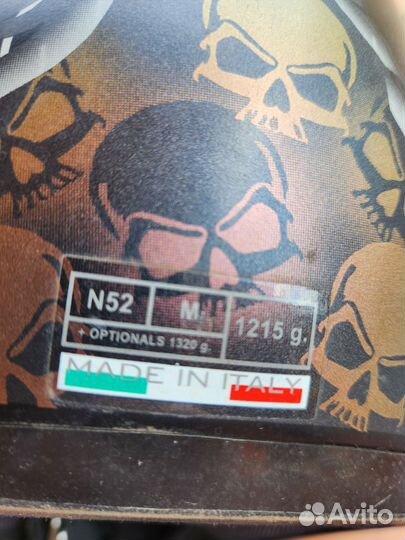 N52 M 1215 g.
+ OPTIONALS 1320 g.
MADE IN ITALY
Avito